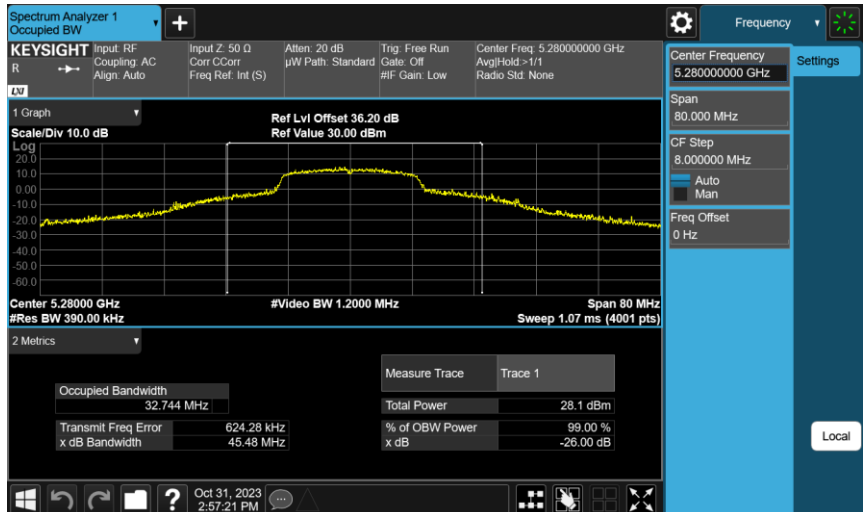 Spectrum Analyzer 1
Occupied BW
Frequency
KEYSIGHT
R
LXI
Input: RF
Coupling: AC
Align: Auto
Input Z: 50 Ω
Corr CCorr
Freq Ref: Int (S)
Atten: 20 dB
µW Path: Standard
Trig: Free Run
Gate: Off
#IF Gain: Low
Center Freq: 5.280000000 GHz
Avg|Hold:>1/1
Radio Std: None
Center Frequency
5.280000000 GHz
Settings
Span
80.000 MHz
CF Step
8.000000 MHz
Auto
Man
Freq Offset
0 Hz
Local
1 Graph
Scale/Div 10.0 dB
Ref Lvl Offset 36.20 dB
Ref Value 30.00 dBm
Log
20.0
10.0
0.00
-10.0
-20.0
-30.0
-40.0
-50.0
-60.0
Center 5.28000 GHz
#Video BW 1.2000 MHz
Span 80 MHz
#Res BW 390.00 kHz
Sweep 1.07 ms (4001 pts)
2 Metrics
Measure Trace Trace 1
Occupied Bandwidth
32.744 MHz
Total Power 28.1 dBm
Transmit Freq Error 624.28 kHz
% of OBW Power 99.00 %
x dB Bandwidth 45.48 MHz
x dB -26.00 dB
?
Oct 31, 2023
2:57:21 PM